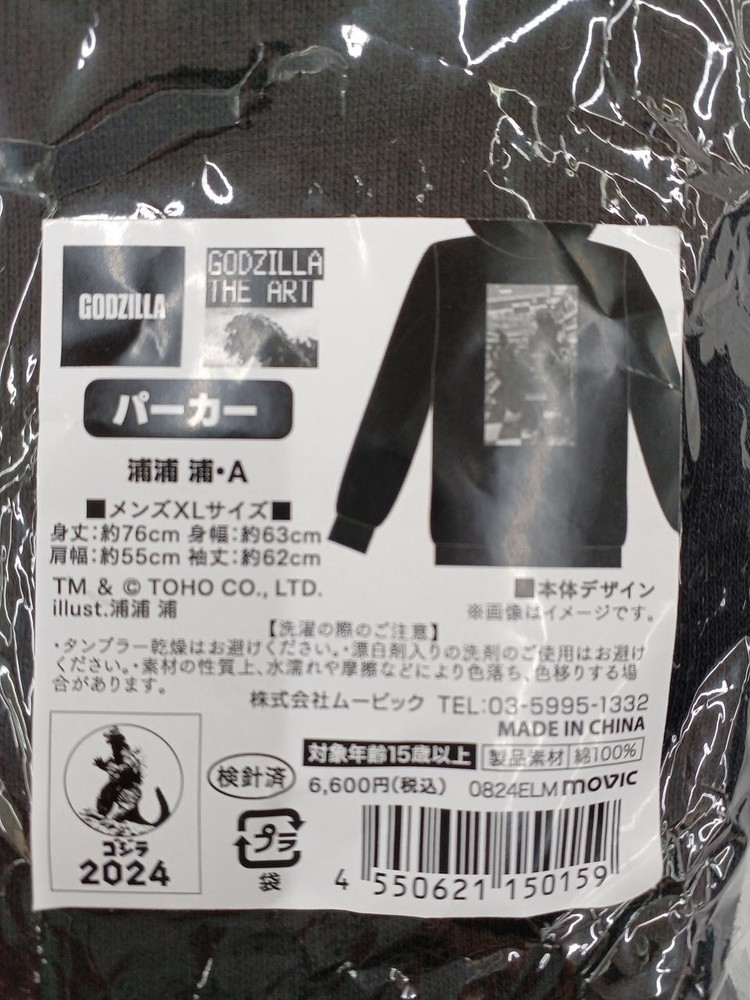 GODZILLA
GODZILLA
THE ART
パーカー
浦浦 浦・A
■メンズXLサイズ■
身丈：約76cm 身幅：約63cm
肩幅：約55cm 袖丈：約62cm
TM & © TOHO CO., LTD.
illust.浦浦 浦
■本体デザイン
※画像はイメージです。
【洗濯の際のご注意】
・タンブラー乾燥はお避けください。・漂白剤入りの洗剤のご使用はお避け
ください。・素材の性質上、水濡れや摩擦などにより色落ち、色移りする場
合があります。
株式会社ムービック TEL：03-5995-1332
MADE IN CHINA
対象年齢15歳以上 製品素材 綿100%
検針済
6,600円（税込） 0824ELM movic
ゴジラ
2024
プラ
袋
4 550621 150159